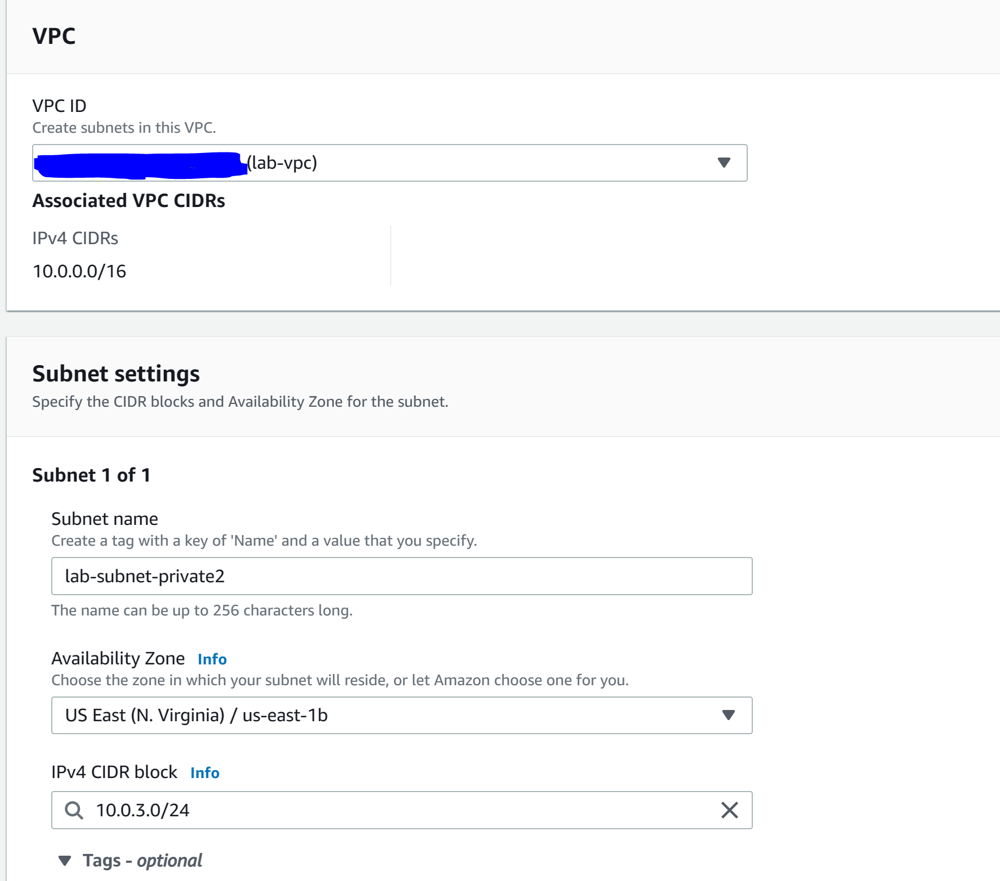 VPC
VPC ID
Create subnets in this VPC.
(lab-vpc)
Associated VPC CIDRs
IPv4 CIDRs
10.0.0.0/16
Subnet settings
Specify the CIDR blocks and Availability Zone for the subnet.
Subnet 1 of 1
Subnet name
Create a tag with a key of 'Name' and a value that you specify.
lab-subnet-private2
The name can be up to 256 characters long.
Availability Zone Info
Choose the zone in which your subnet will reside, or let Amazon choose one for you.
US East (N. Virginia) / us-east-1b
IPv4 CIDR block Info
10.0.3.0/24
Tags - optional